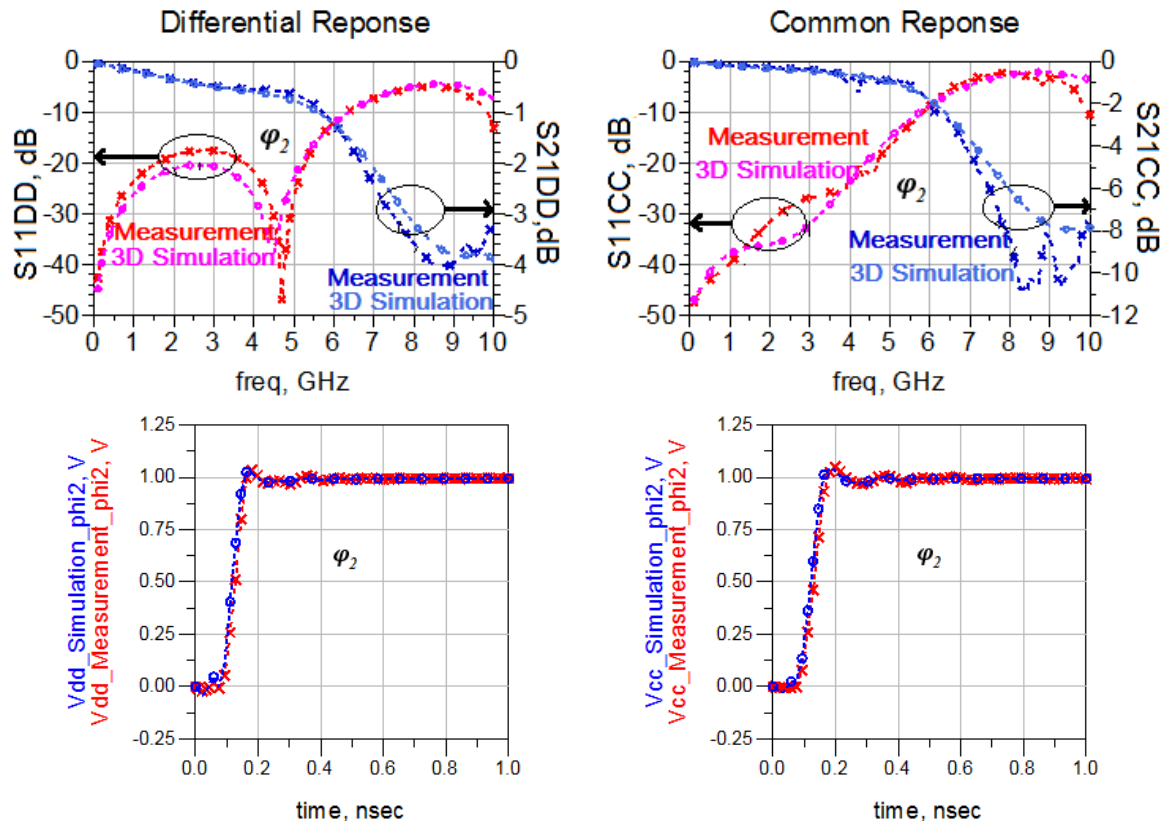 Differential Reponse
S11DD, dB
0
-10
-20
-30
-40
-50
0
-1
-2
-3
-4
-5
S21DD, dB
φ2
Measurement
3D Simulation
Measurement
3D Simulation
0 1 2 3 4 5 6 7 8 9 10
freq, GHz
Common Reponse
S11CC, dB
0
-10
-20
-30
-40
-50
0
-2
-4
-6
-8
-10
-12
S21CC, dB
Measurement
3D Simulation
φ2
Measurement
3D Simulation
0 1 2 3 4 5 6 7 8 9 10
freq, GHz
Vdd_Simulation_phi2, V
Vdd_Measurement_phi2, V
1.25
1.00
0.75
0.50
0.25
0.00
-0.25
φ2
0.0 0.2 0.4 0.6 0.8 1.0
time, nsec
Vcc_Simulation_phi2, V
Vcc_Measurement_phi2, V
1.25
1.00
0.75
0.50
0.25
0.00
-0.25
φ2
0.0 0.2 0.4 0.6 0.8 1.0
time, nsec